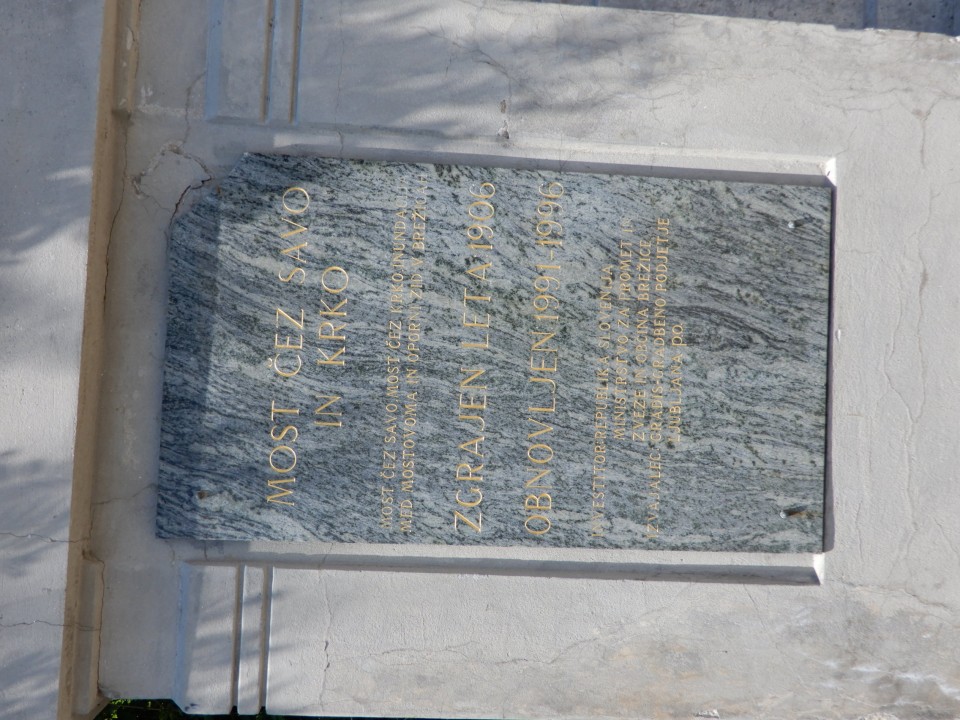 MOST ČEZ SAVO
IN KRKO
MOST ČEZ SAVO MOST ČEZ KRKO INUNDACIJA
MED MOSTOVOMA IN OPORNI ZID V BREŽICAH
ZGRAJEN LETA 1906
OBNOVLJEN 1991-1996
INVESTITOR: REPUBLIKA SLOVENIJA
MINISTRSTVO ZA PROMET IN
ZVEZE IN OBČINA BREŽICE
IZVAJALEC: GRADIS-GRADBENO PODJETJE
LJUBLJANA p.o.